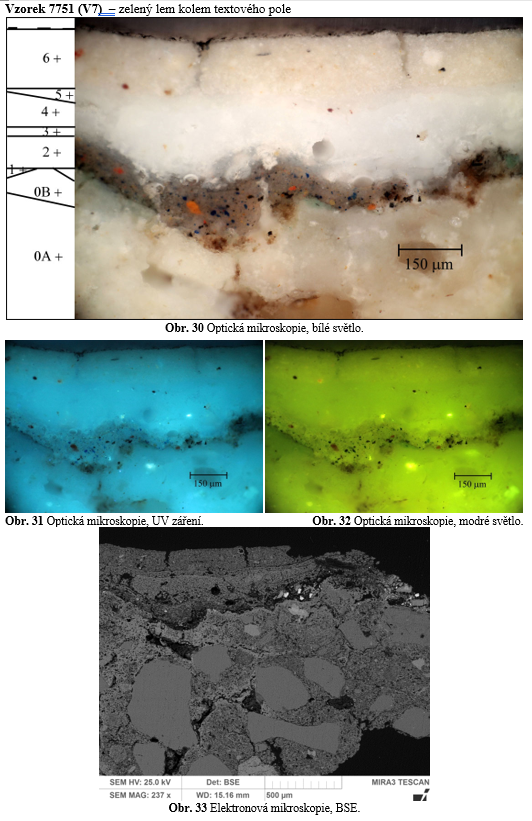 Vzorek 7751 (V7) – zelený lem kolem textového pole
6 +
5 +
4 +
3 +
2 +
1 +
0B +
0A +
150 µm
Obr. 30 Optická mikroskopie, bílé světlo.
150 µm
150 µm
Obr. 31 Optická mikroskopie, UV záření.
Obr. 32 Optická mikroskopie, modré světlo.
SEM HV: 25.0 kV
Det: BSE
MIRA3 TESCAN
SEM MAG: 237 x
WD: 15.16 mm
500 µm
Obr. 33 Elektronová mikroskopie, BSE.